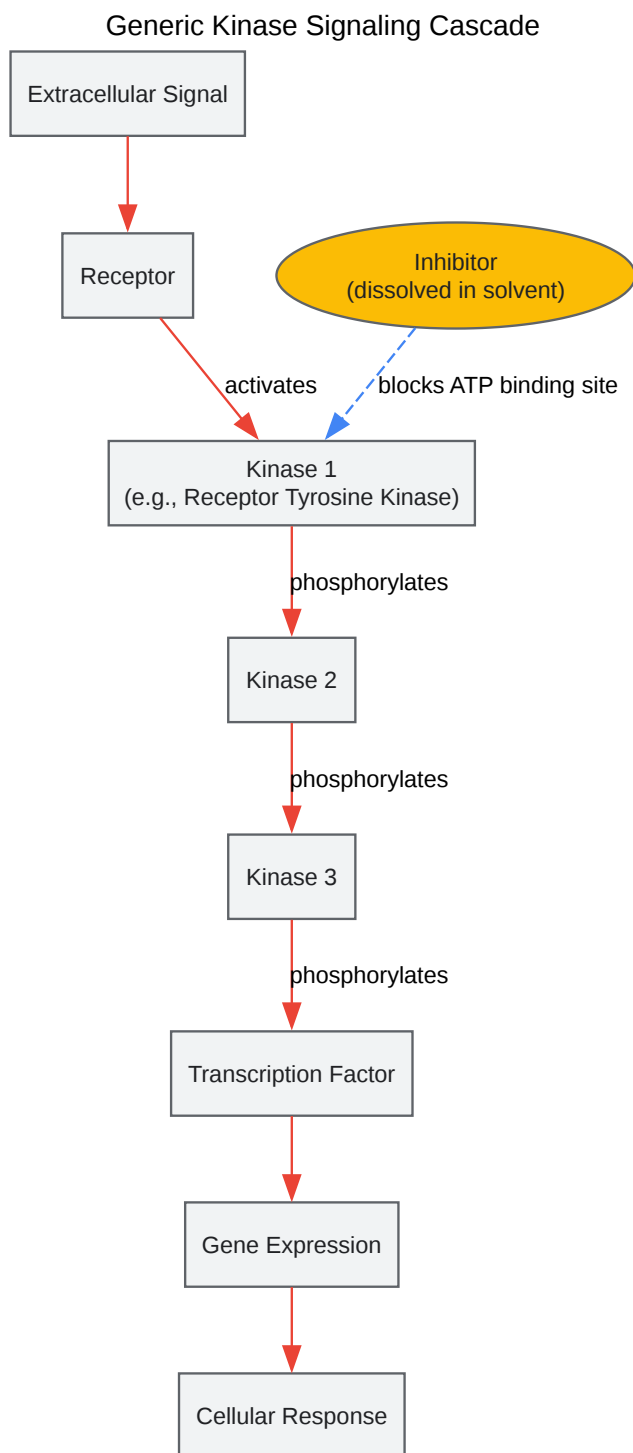 Generic Kinase Signaling Cascade
Extracellular Signal
Receptor
Inhibitor
(dissolved in solvent)
activates
blocks ATP binding site
Kinase 1
(e.g., Receptor Tyrosine Kinase)
phosphorylates
Kinase 2
phosphorylates
Kinase 3
phosphorylates
Transcription Factor
Gene Expression
Cellular Response